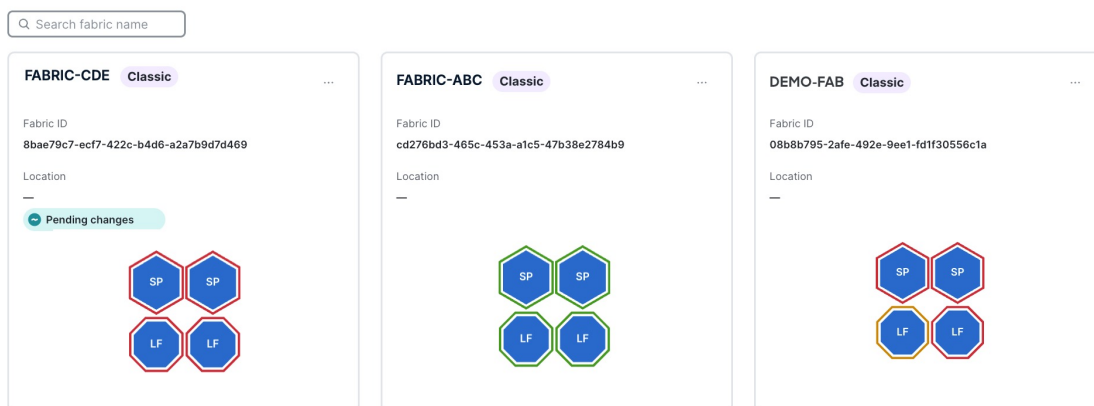 Search fabric name
FABRIC-CDE Classic
...
Fabric ID
8bae79c7-ecf7-422c-b4d6-a2a7b9d7d469
Location
—
Pending changes
SP SP
LF LF
FABRIC-ABC Classic
...
Fabric ID
cd276bd3-465c-453a-a1c5-47b38e2784b9
Location
—
SP SP
LF LF
DEMO-FAB Classic
...
Fabric ID
08b8b795-2afe-492e-9ee1-fd1f30556c1a
Location
—
SP SP
LF LF